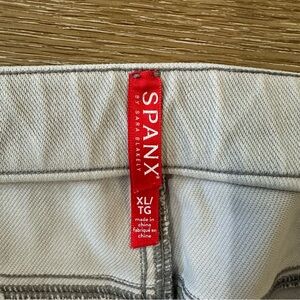 SPANX®
BY SARA BLAKELY
XL/
TG
made in
china
fabriqué en
chine